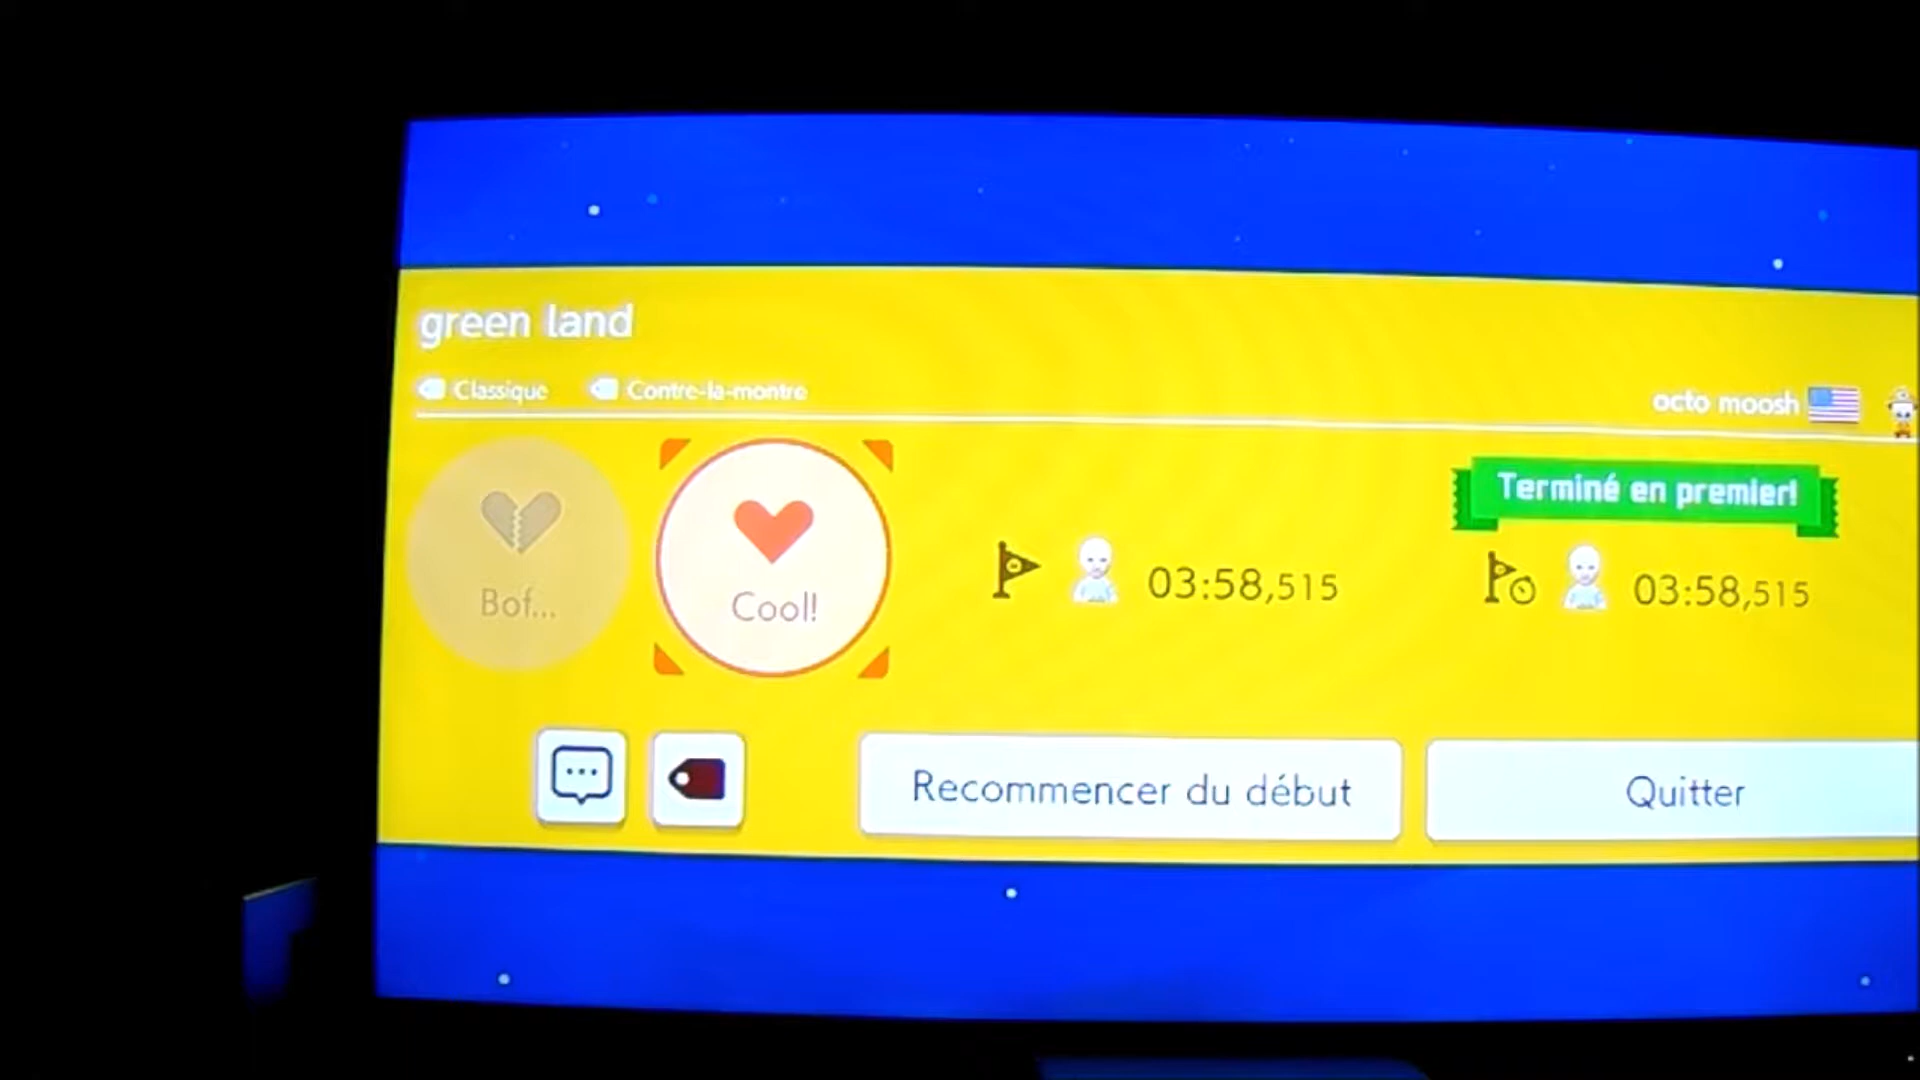 green land
Classique Contre-la-montre
octo moosh
Terminé en premier!
Bof...
Cool!
03:58,515
03:58,515
Recommencer du début
Quitter